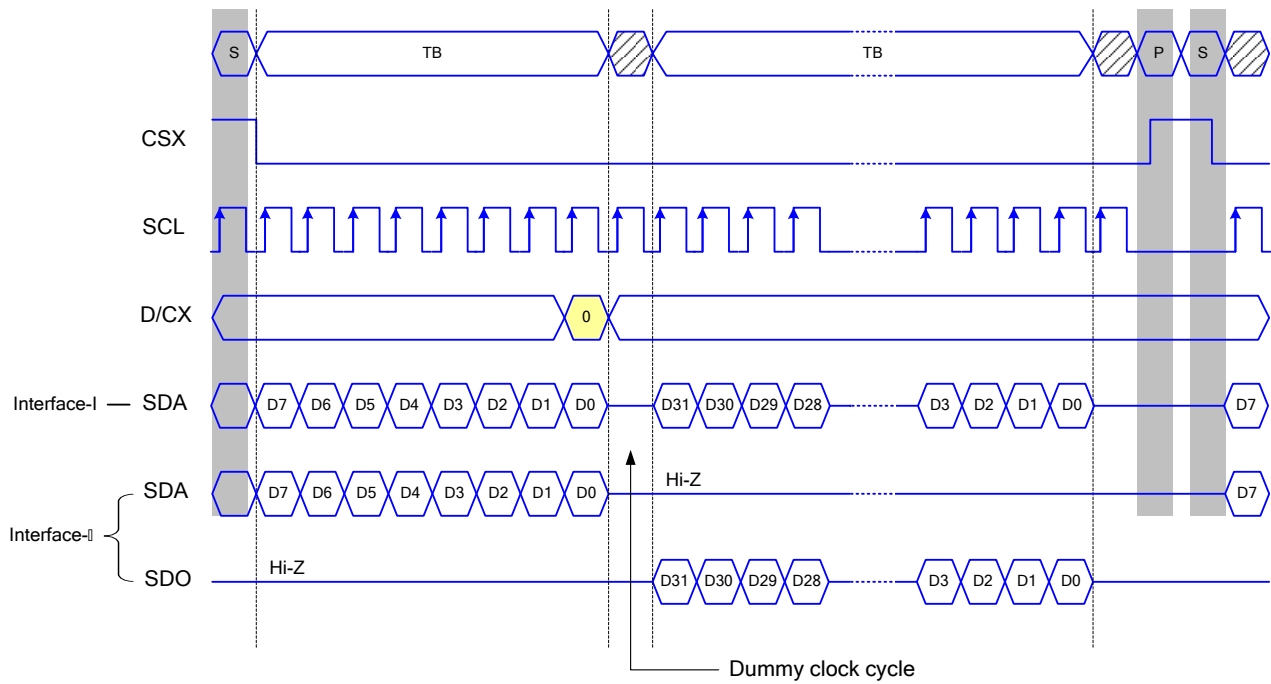 S TB TB P S
CSX
SCL
D/CX 0
Interface-I SDA D7 D6 D5 D4 D3 D2 D1 D0 D31 D30 D29 D28 D3 D2 D1 D0 D7
SDA D7 D6 D5 D4 D3 D2 D1 D0 Hi-Z D7
Interface-▯
SDO Hi-Z D31 D30 D29 D28 D3 D2 D1 D0
Dummy clock cycle